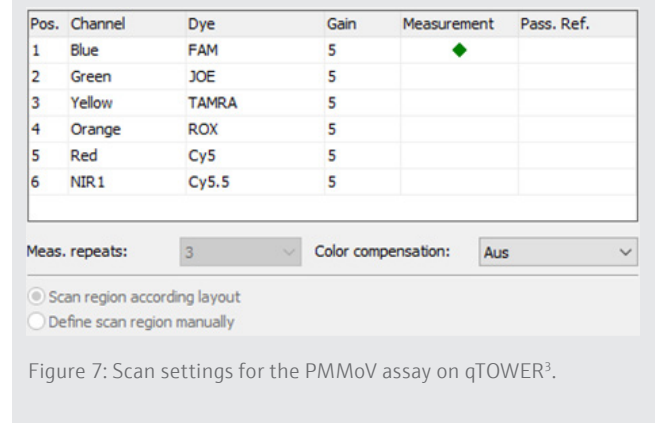 Pos. Channel Dye Gain Measurement Pass. Ref.
1 Blue FAM 5
2 Green JOE 5
3 Yellow TAMRA 5
4 Orange ROX 5
5 Red Cy5 5
6 NIR1 Cy5.5 5
Meas. repeats: 3 Color compensation: Aus
Scan region according layout
Define scan region manually
Figure 7: Scan settings for the PMMoV assay on qTOWER³.